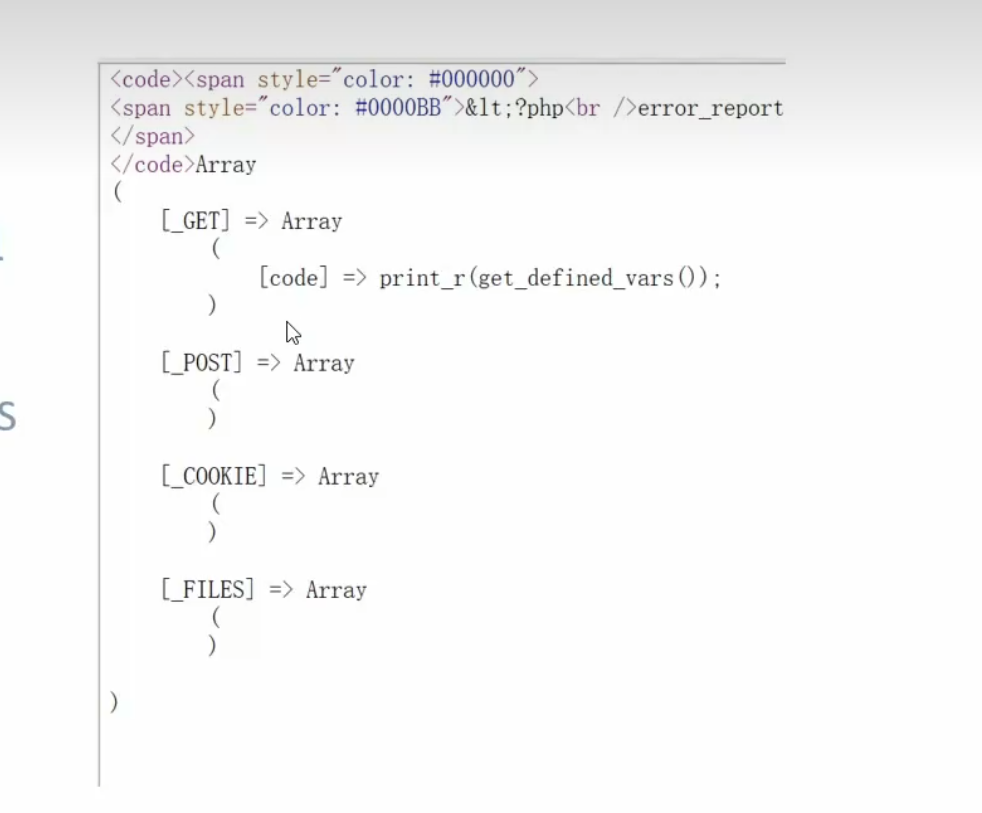 <code><span style="color: #000000">
<span style="color: #0000BB">&lt;?php<br />error_report
</span>
</code>Array
(
    [_GET] => Array
        (
            [code] => print_r(get_defined_vars());
        )
    [_POST] => Array
        (
        )
S
    [_COOKIE] => Array
        (
        )
    [_FILES] => Array
        (
        )
)